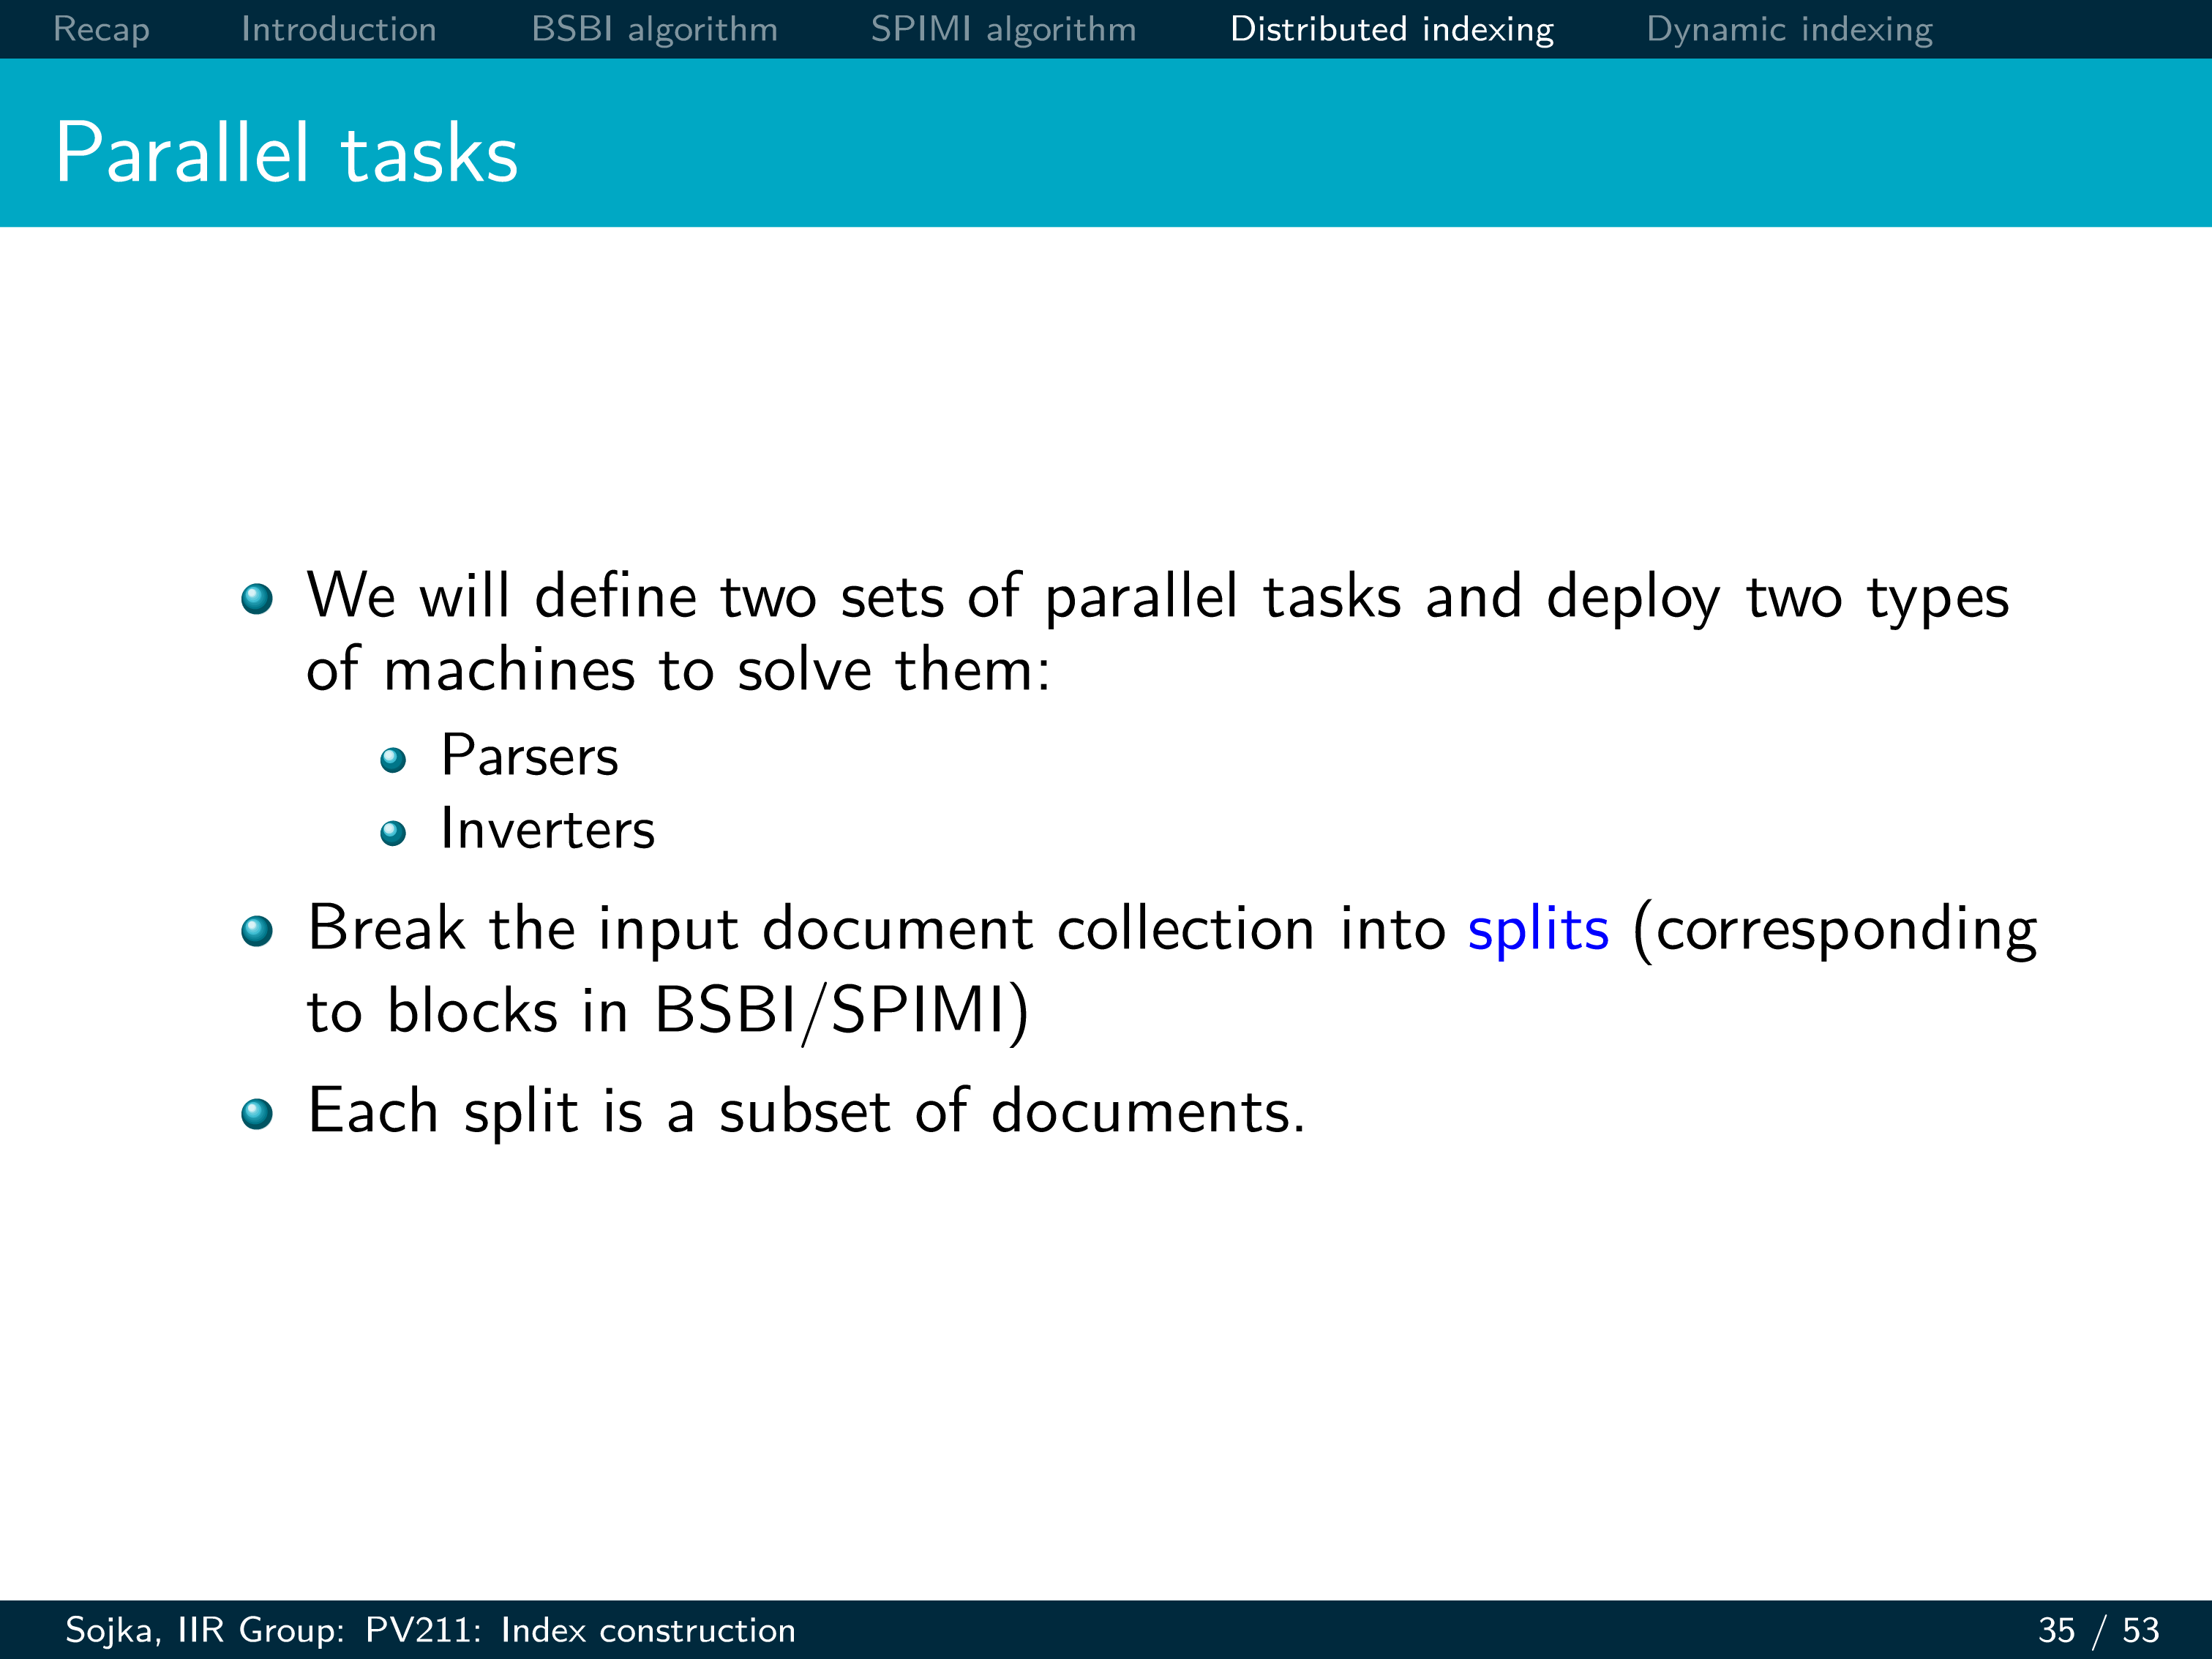 Recap Introduction BSBI algorithm SPIMI algorithm Distributed indexing Dynamic indexing
Parallel tasks
We will define two sets of parallel tasks and deploy two types
of machines to solve them:
Parsers
Inverters
Break the input document collection into splits (corresponding
to blocks in BSBI/SPIMI)
Each split is a subset of documents.
Sojka, IIR Group: PV211: Index construction 35 / 53